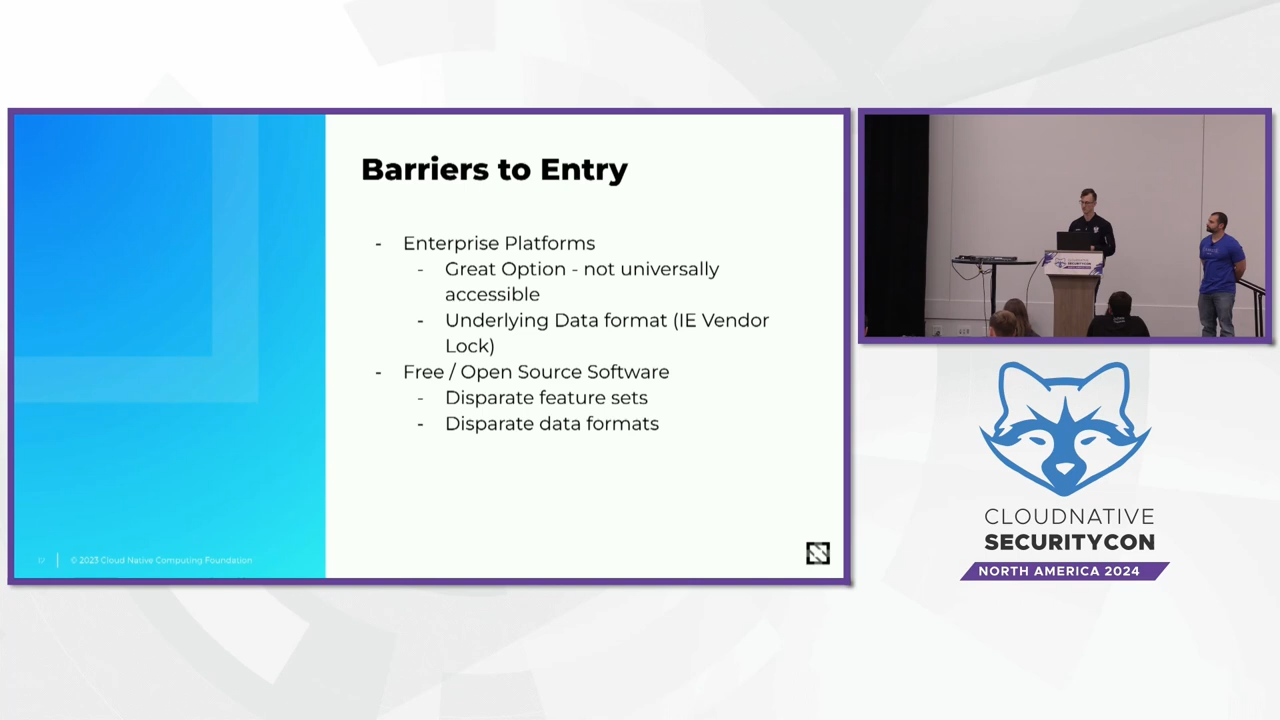 Barriers to Entry
- Enterprise Platforms
- Great Option - not universally
accessible
- Underlying Data format (IE Vendor
Lock)
- Free / Open Source Software
- Disparate feature sets
- Disparate data formats
© 2023 Cloud Native Computing Foundation
CLOUDNATIVE
SECURITYCON
NORTH AMERICA 2024